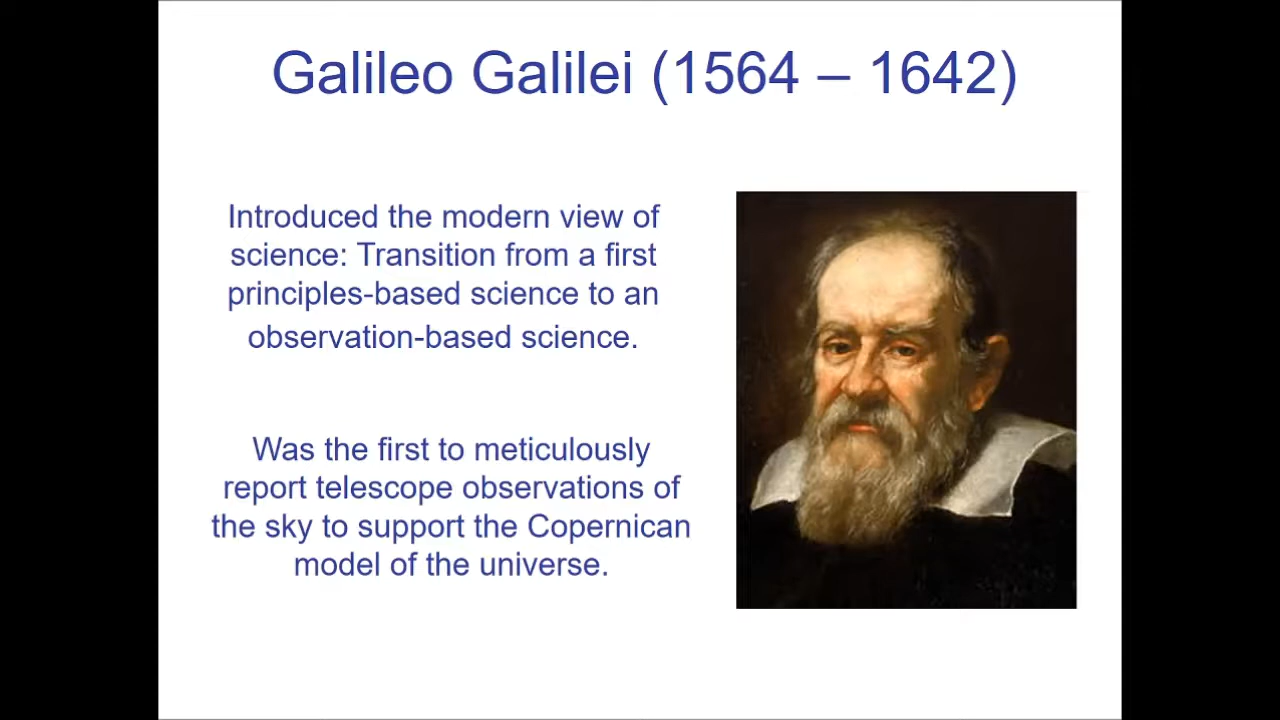 Galileo Galilei (1564 – 1642)
Introduced the modern view of
science: Transition from a first
principles-based science to an
observation-based science.
Was the first to meticulously
report telescope observations of
the sky to support the Copernican
model of the universe.